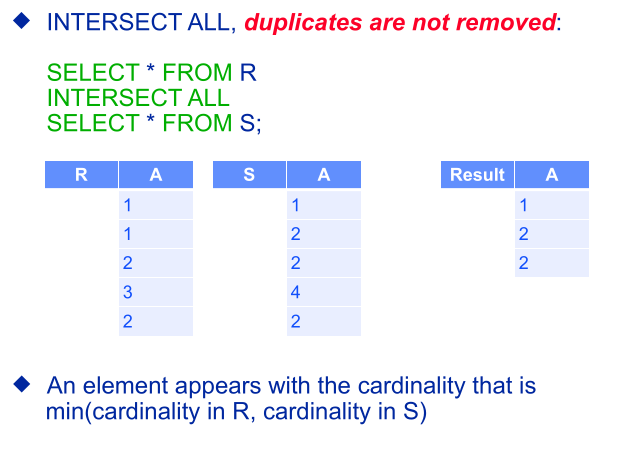 INTERSECT ALL, duplicates are not removed:
SELECT * FROM R
INTERSECT ALL
SELECT * FROM S;
R A S A Result A
1 1 1
1 2 2
2 2 2
3 4
2 2
An element appears with the cardinality that is
min(cardinality in R, cardinality in S)